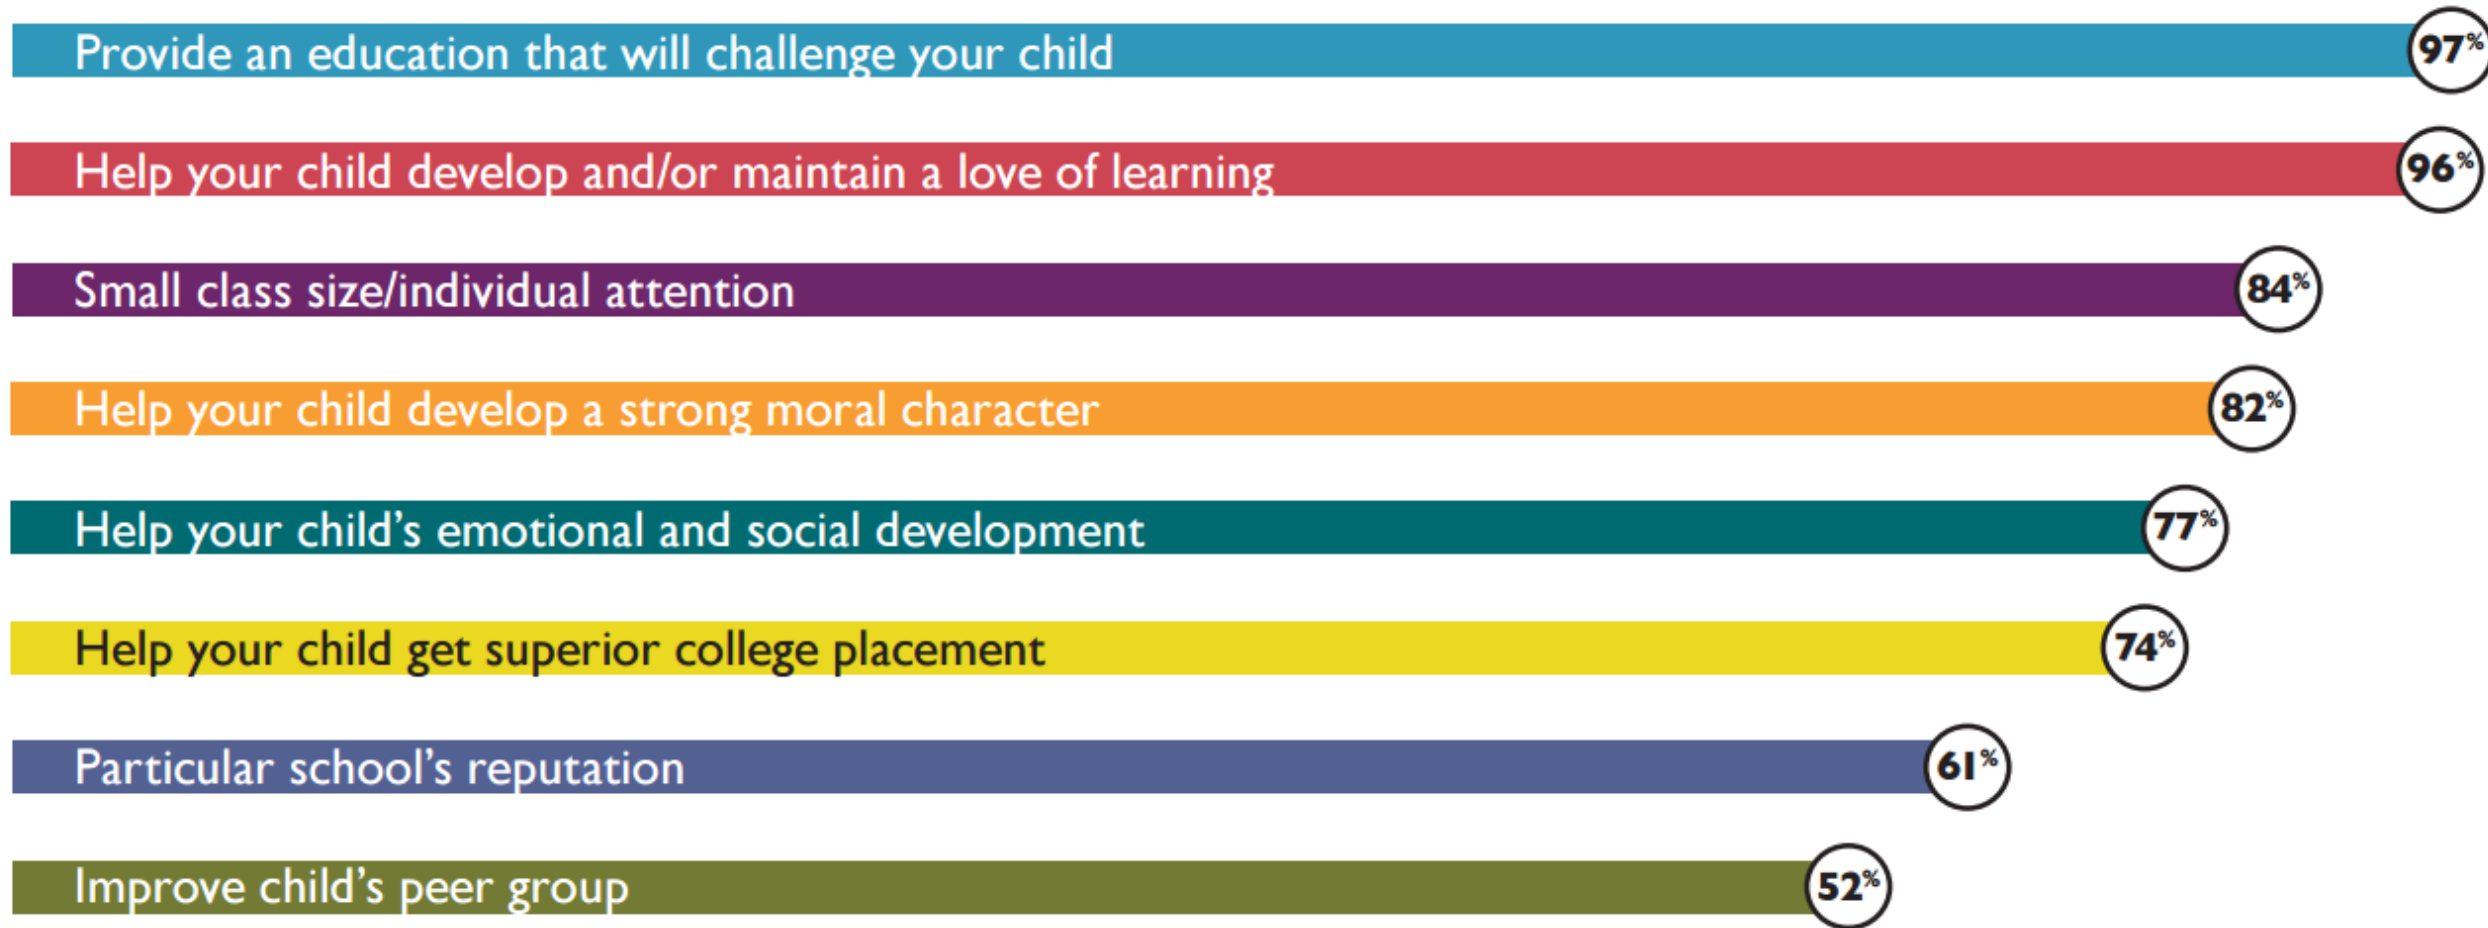 Provide an education that will challenge your child 97%
Help your child develop and/or maintain a love of learning 96%
Small class size/individual attention 84%
Help your child develop a strong moral character 82%
Help your child’s emotional and social development 77%
Help your child get superior college placement 74%
Particular school’s reputation 61%
Improve child’s peer group 52%